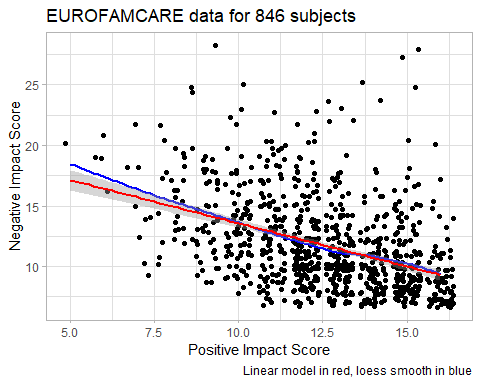 EUROFAMCARE data for 846 subjects
25
20
15
10
Negative Impact Score
5.0 7.5 10.0 12.5 15.0
Positive Impact Score
Linear model in red, loess smooth in blue